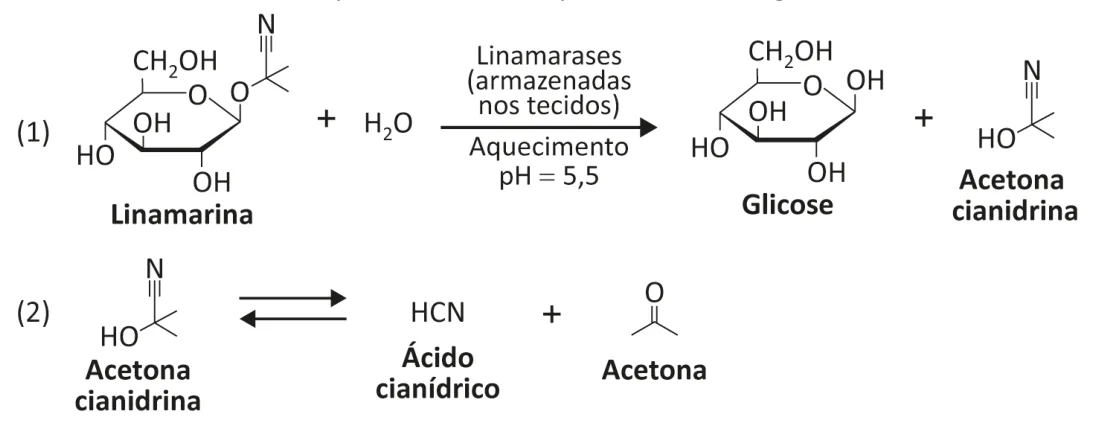 (1)
CH₂OH
O
O
N
OH
HO
OH
Linamarina
+
H₂O
Linamarases
(armazenadas
nos tecidos)
Aquecimento
pH = 5,5
CH₂OH
O
OH
OH
HO
OH
Glicose
+
N
HO
Acetona
cianidrina
(2)
N
HO
Acetona
cianidrina
HCN
Ácido
cianídrico
+
O
Acetona